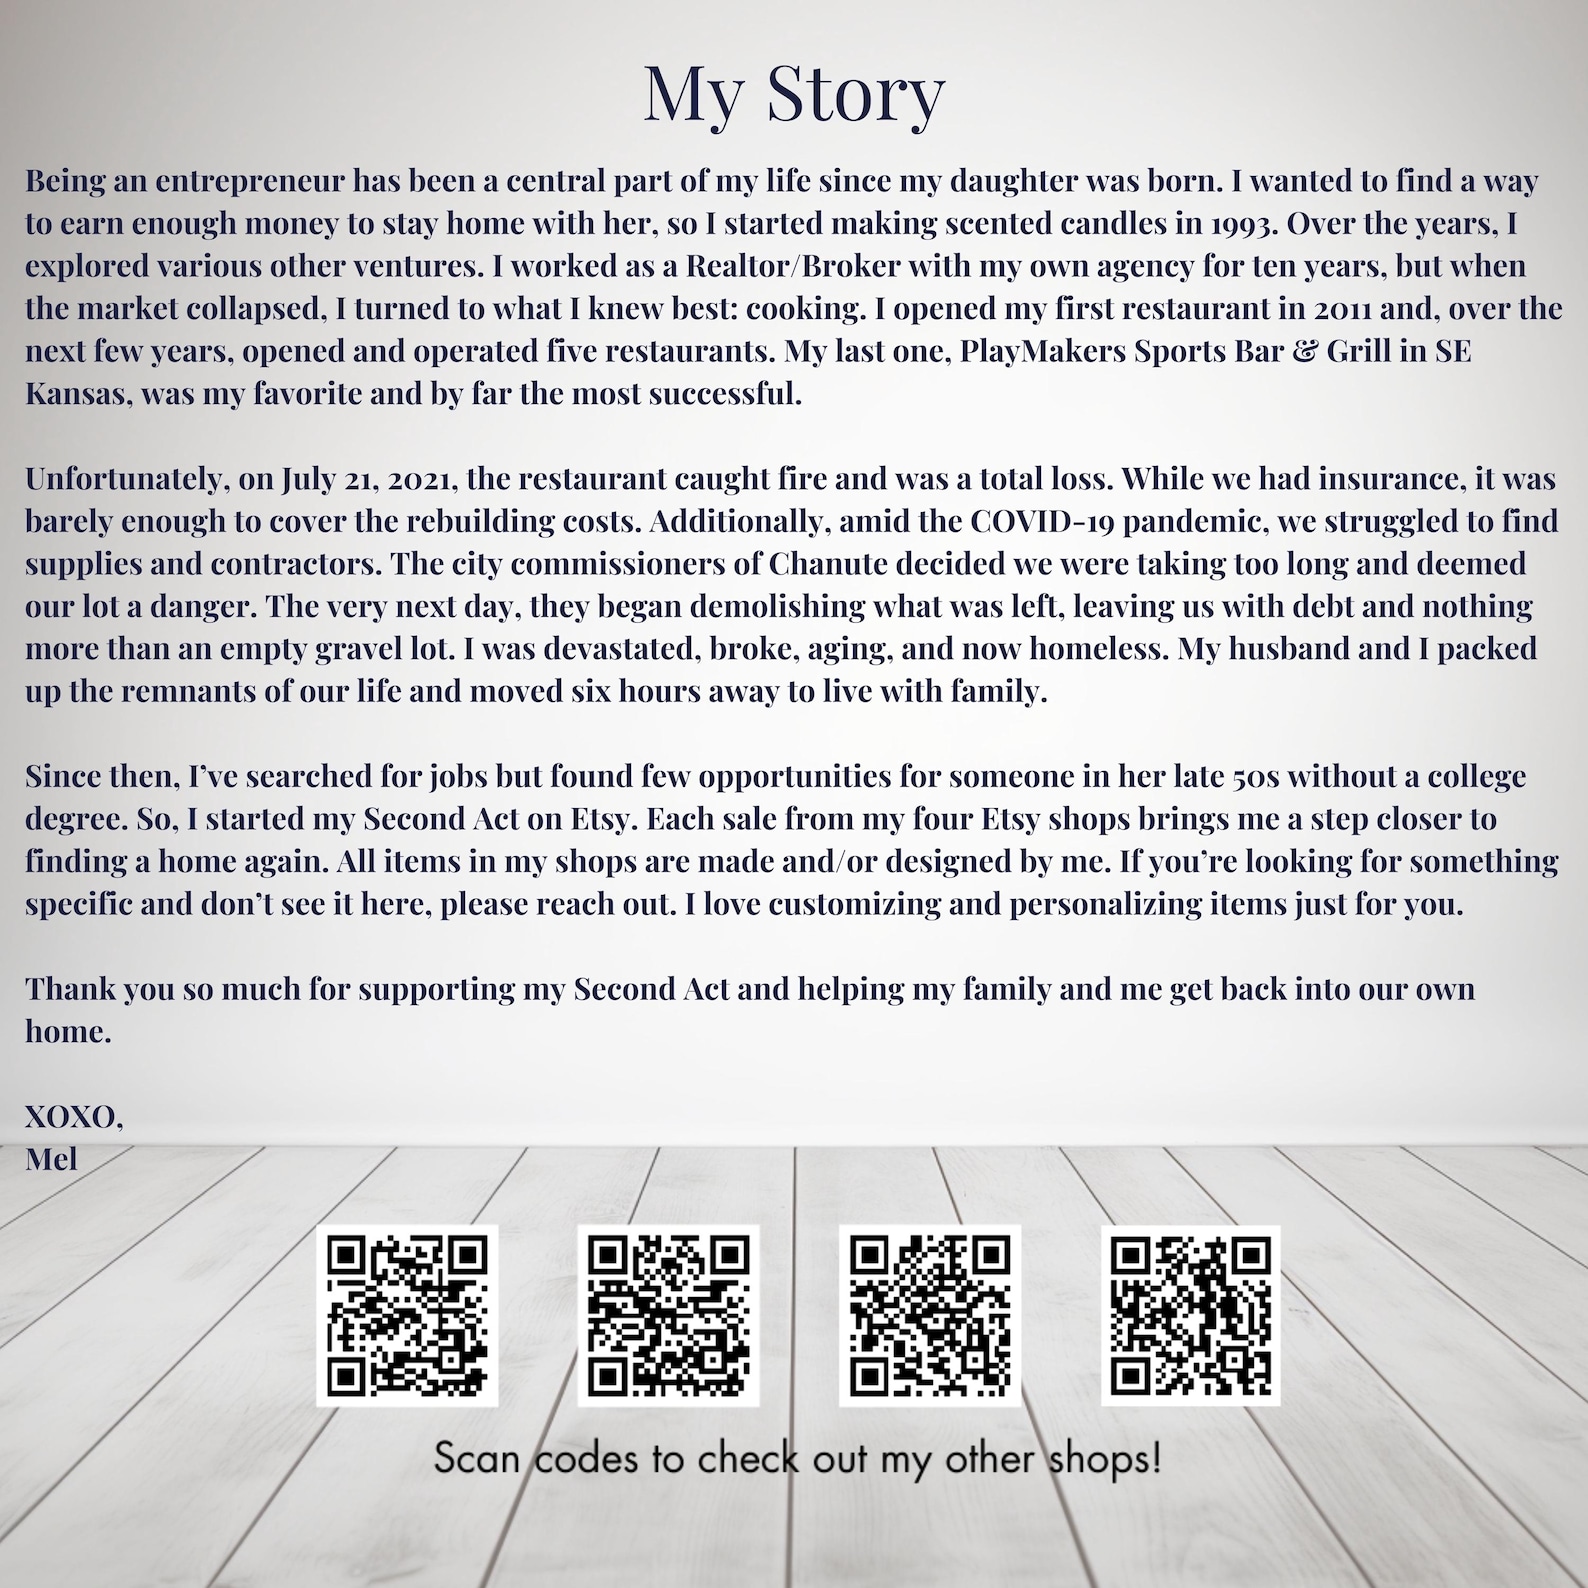 My Story
Being an entrepreneur has been a central part of my life since my daughter was born. I wanted to find a way
to earn enough money to stay home with her, so I started making scented candles in 1993. Over the years, I
explored various other ventures. I worked as a Realtor/Broker with my own agency for ten years, but when
the market collapsed, I turned to what I knew best: cooking. I opened my first restaurant in 2011 and, over the
next few years, opened and operated five restaurants. My last one, PlayMakers Sports Bar & Grill in SE
Kansas, was my favorite and by far the most successful.
Unfortunately, on July 21, 2021, the restaurant caught fire and was a total loss. While we had insurance, it was
barely enough to cover the rebuilding costs. Additionally, amid the COVID-19 pandemic, we struggled to find
supplies and contractors. The city commissioners of Chanute decided we were taking too long and deemed
our lot a danger. The very next day, they began demolishing what was left, leaving us with debt and nothing
more than an empty gravel lot. I was devastated, broke, aging, and now homeless. My husband and I packed
up the remnants of our life and moved six hours away to live with family.
Since then, I’ve searched for jobs but found few opportunities for someone in her late 50s without a college
degree. So, I started my Second Act on Etsy. Each sale from my four Etsy shops brings me a step closer to
finding a home again. All items in my shops are made and/or designed by me. If you’re looking for something
specific and don’t see it here, please reach out. I love customizing and personalizing items just for you.
Thank you so much for supporting my Second Act and helping my family and me get back into our own
home.
XOXO,
Mel
Scan codes to check out my other shops!